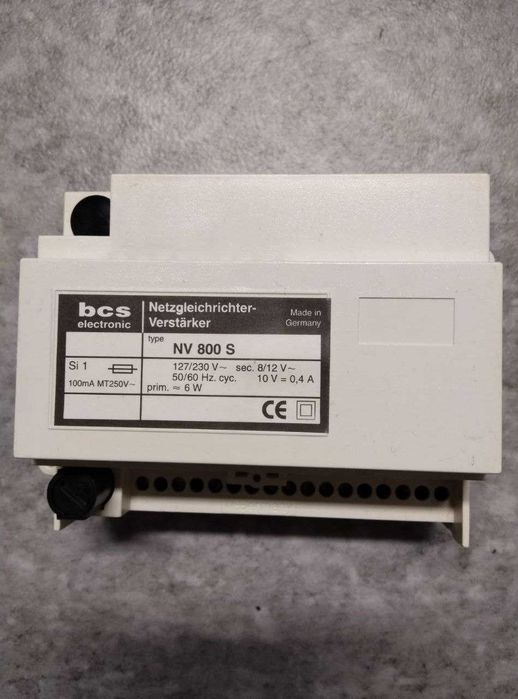 bcs
electronic
Netzgleichrichter-
Verstärker
Made in
Germany
type
NV 800 S
Si 1
100mA MT250V~
127/230 V~ sec. 8/12 V~
50/60 Hz. cyc. 10 V = 0,4 A
prim. ≈ 6 W
CE